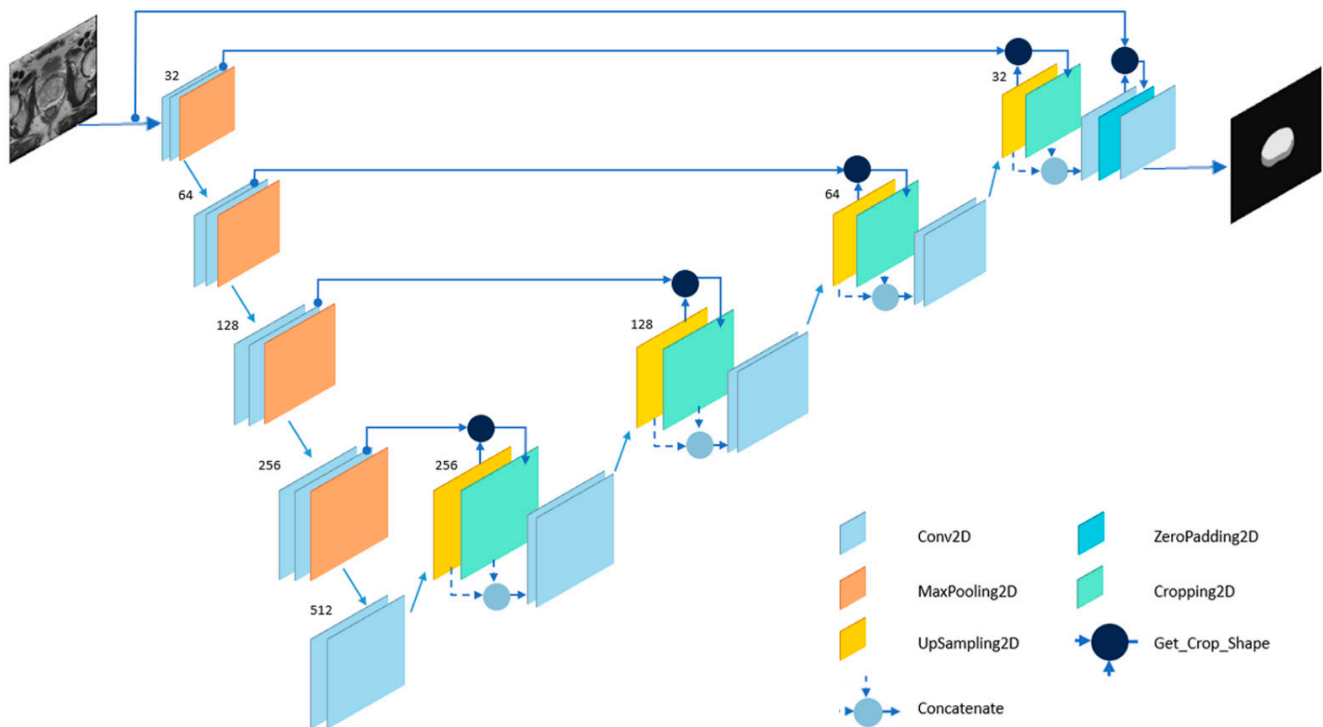 32
32
64
64
128
128
256
256
512
Conv2D
ZeroPadding2D
MaxPooling2D
Cropping2D
UpSampling2D
Get_Crop_Shape
Concatenate